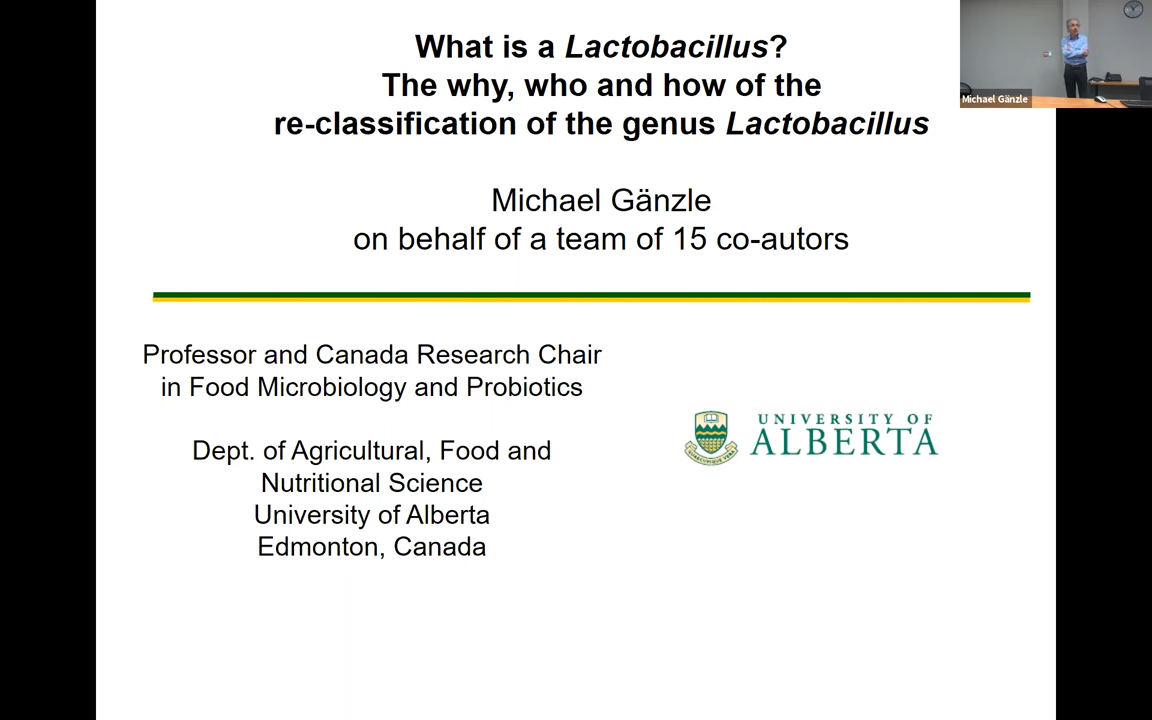 What is a Lactobacillus?
The why, who and how of the
re-classification of the genus Lactobacillus
Michael Gänzle
on behalf of a team of 15 co-autors
Professor and Canada Research Chair
in Food Microbiology and Probiotics
Dept. of Agricultural, Food and
Nutritional Science
University of Alberta
Edmonton, Canada
UNIVERSITY OF
ALBERTA
Michael Gänzle